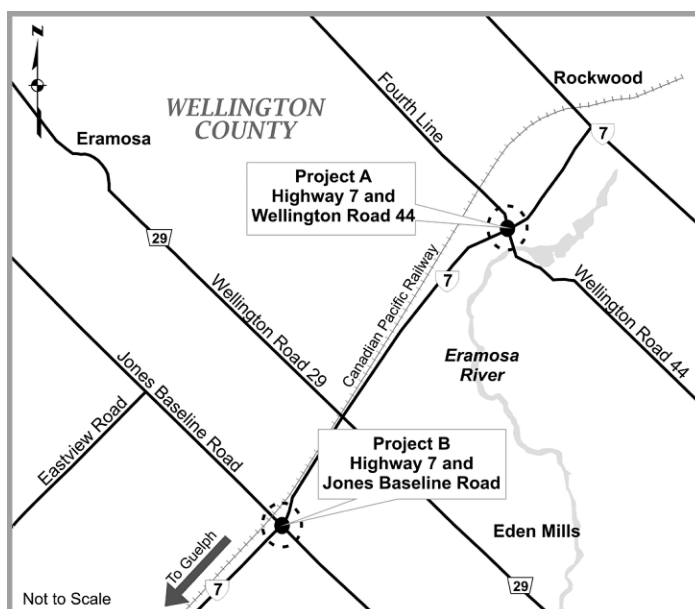 N
WELLINGTON
COUNTY
Eramosa
Fourth Line
Rockwood
7
Project A
Highway 7 and
Wellington Road 44
29
7
Canadian Pacific Railway
Wellington Road 29
Wellington Road 44
Eramosa
River
Jones Baseline Road
Eastview Road
Project B
Highway 7 and
Jones Baseline Road
Eden Mills
To Guelph
7
29
Not to Scale